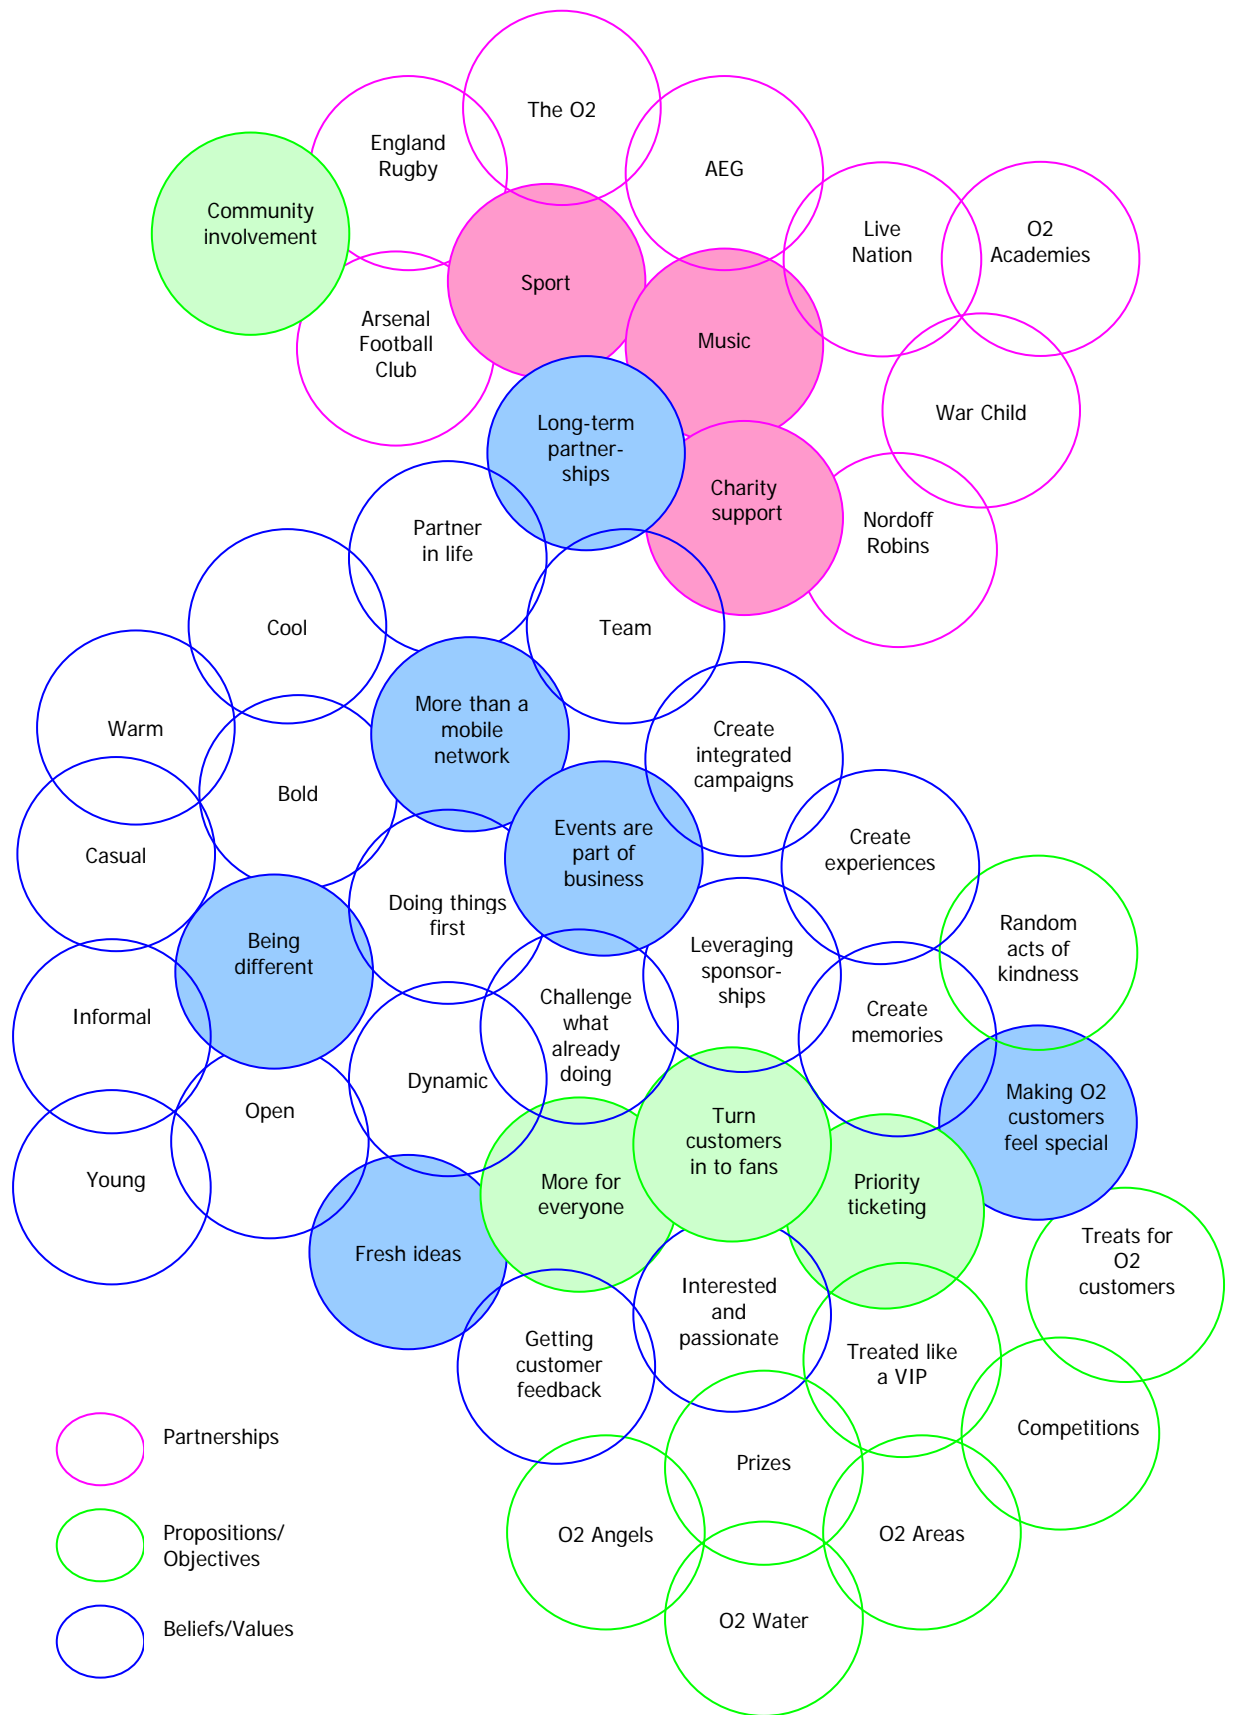 The O2
England
Rugby
AEG
Community
involvement
Live
Nation
O2
Academies
Sport
Arsenal
Football
Club
Music
War Child
Long-term
partner-
ships
Charity
support
Nordoff
Robins
Partner
in life
Cool
Team
Warm
More than a
mobile
network
Create
integrated
campaigns
Bold
Casual
Events are
part of
business
Create
experiences
Doing things
first
Being
different
Leveraging
sponsor-
ships
Random
acts of
kindness
Informal
Challenge
what
already
doing
Create
memories
Dynamic
Open
Turn
customers
in to fans
Making O2
customers
feel special
Young
More for
everyone
Priority
ticketing
Fresh ideas
Treats for
O2
customers
Interested
and
passionate
Getting
customer
feedback
Treated like
a VIP
Competitions
Partnerships
Prizes
O2 Angels
O2 Areas
Propositions/
Objectives
O2 Water
Beliefs/Values